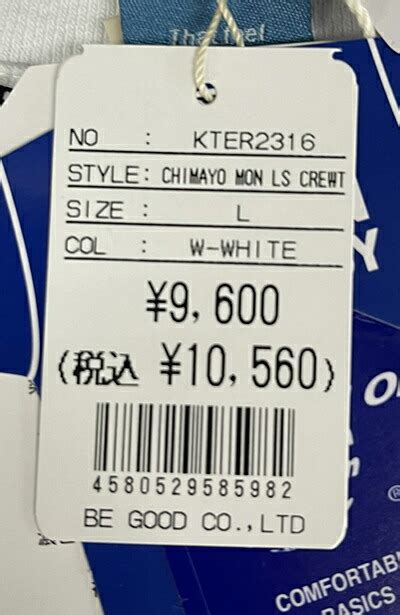 NO : KTER2316
STYLE: CHIMAYO MON LS CREWT
SIZE : L
COL : W-WHITE
¥9,600
(税込 ¥10,560)
4580529585982
BE GOOD CO.,LTD
COMFORTABL
BASICS